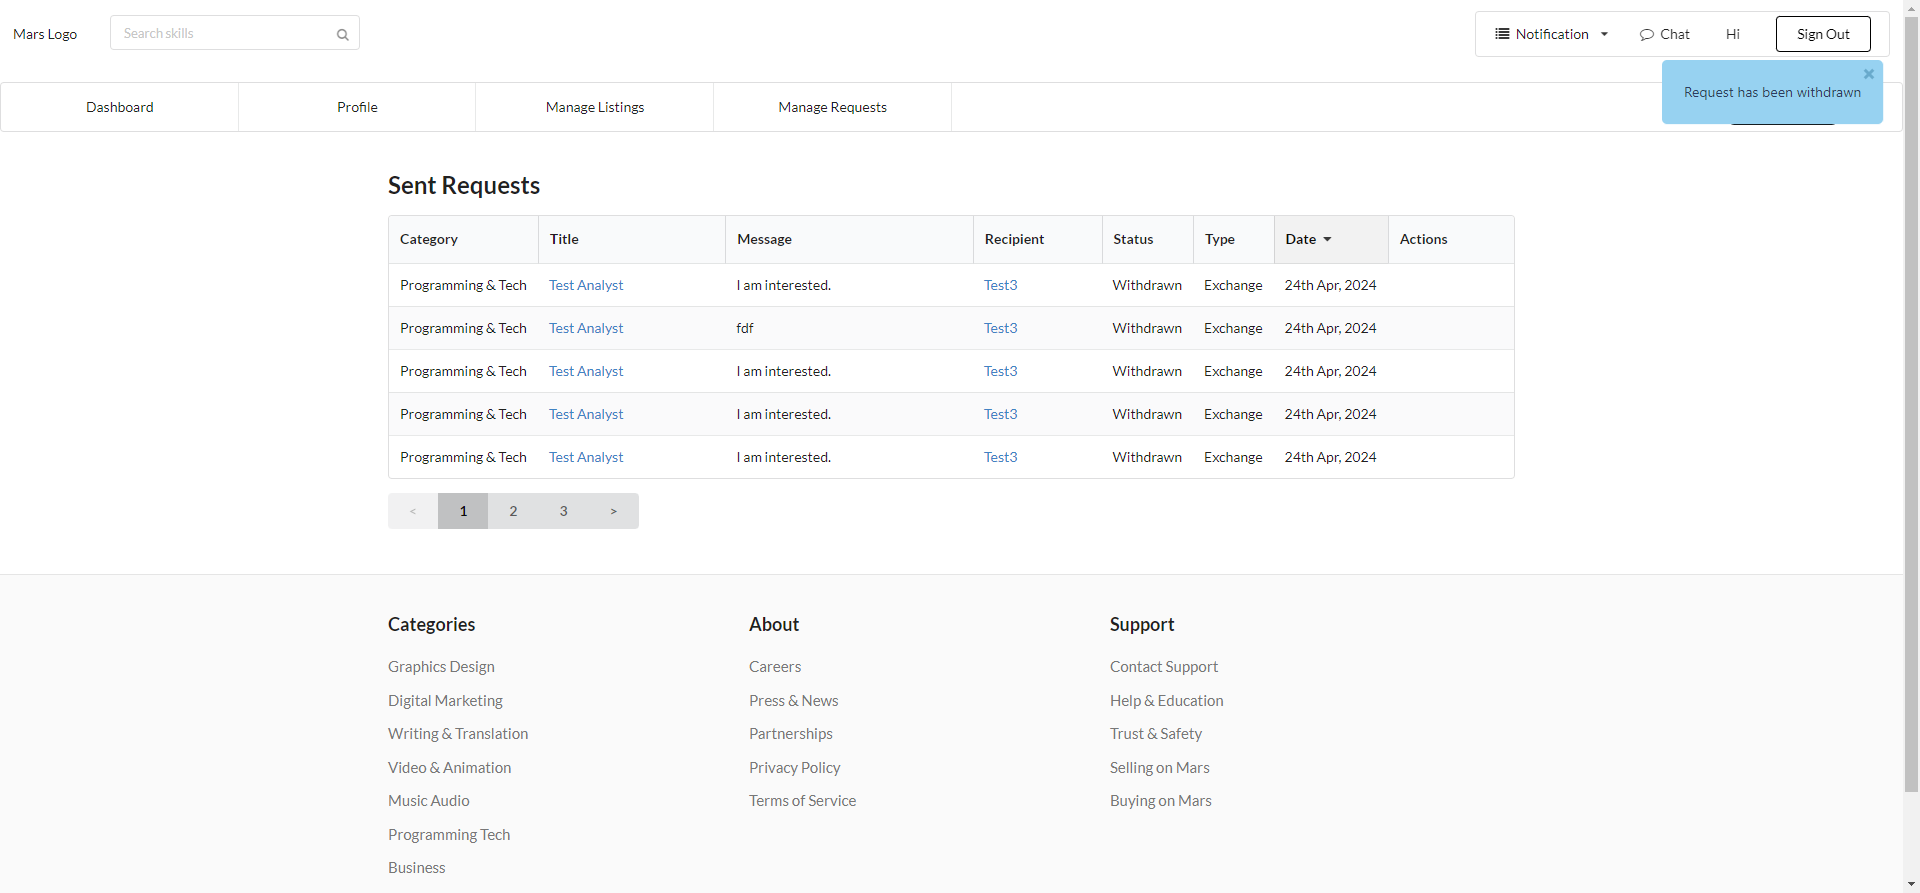 Mars Logo
Search skills
Notification
Chat
Hi
Sign Out
Request has been withdrawn
Dashboard
Profile
Manage Listings
Manage Requests
Sent Requests
Category Title Message Recipient Status Type Date Actions
Programming & Tech Test Analyst I am interested. Test3 Withdrawn Exchange 24th Apr, 2024
Programming & Tech Test Analyst fdf Test3 Withdrawn Exchange 24th Apr, 2024
Programming & Tech Test Analyst I am interested. Test3 Withdrawn Exchange 24th Apr, 2024
Programming & Tech Test Analyst I am interested. Test3 Withdrawn Exchange 24th Apr, 2024
Programming & Tech Test Analyst I am interested. Test3 Withdrawn Exchange 24th Apr, 2024
< 1 2 3 >
Categories
Graphics Design
Digital Marketing
Writing & Translation
Video & Animation
Music Audio
Programming Tech
Business
About
Careers
Press & News
Partnerships
Privacy Policy
Terms of Service
Support
Contact Support
Help & Education
Trust & Safety
Selling on Mars
Buying on Mars